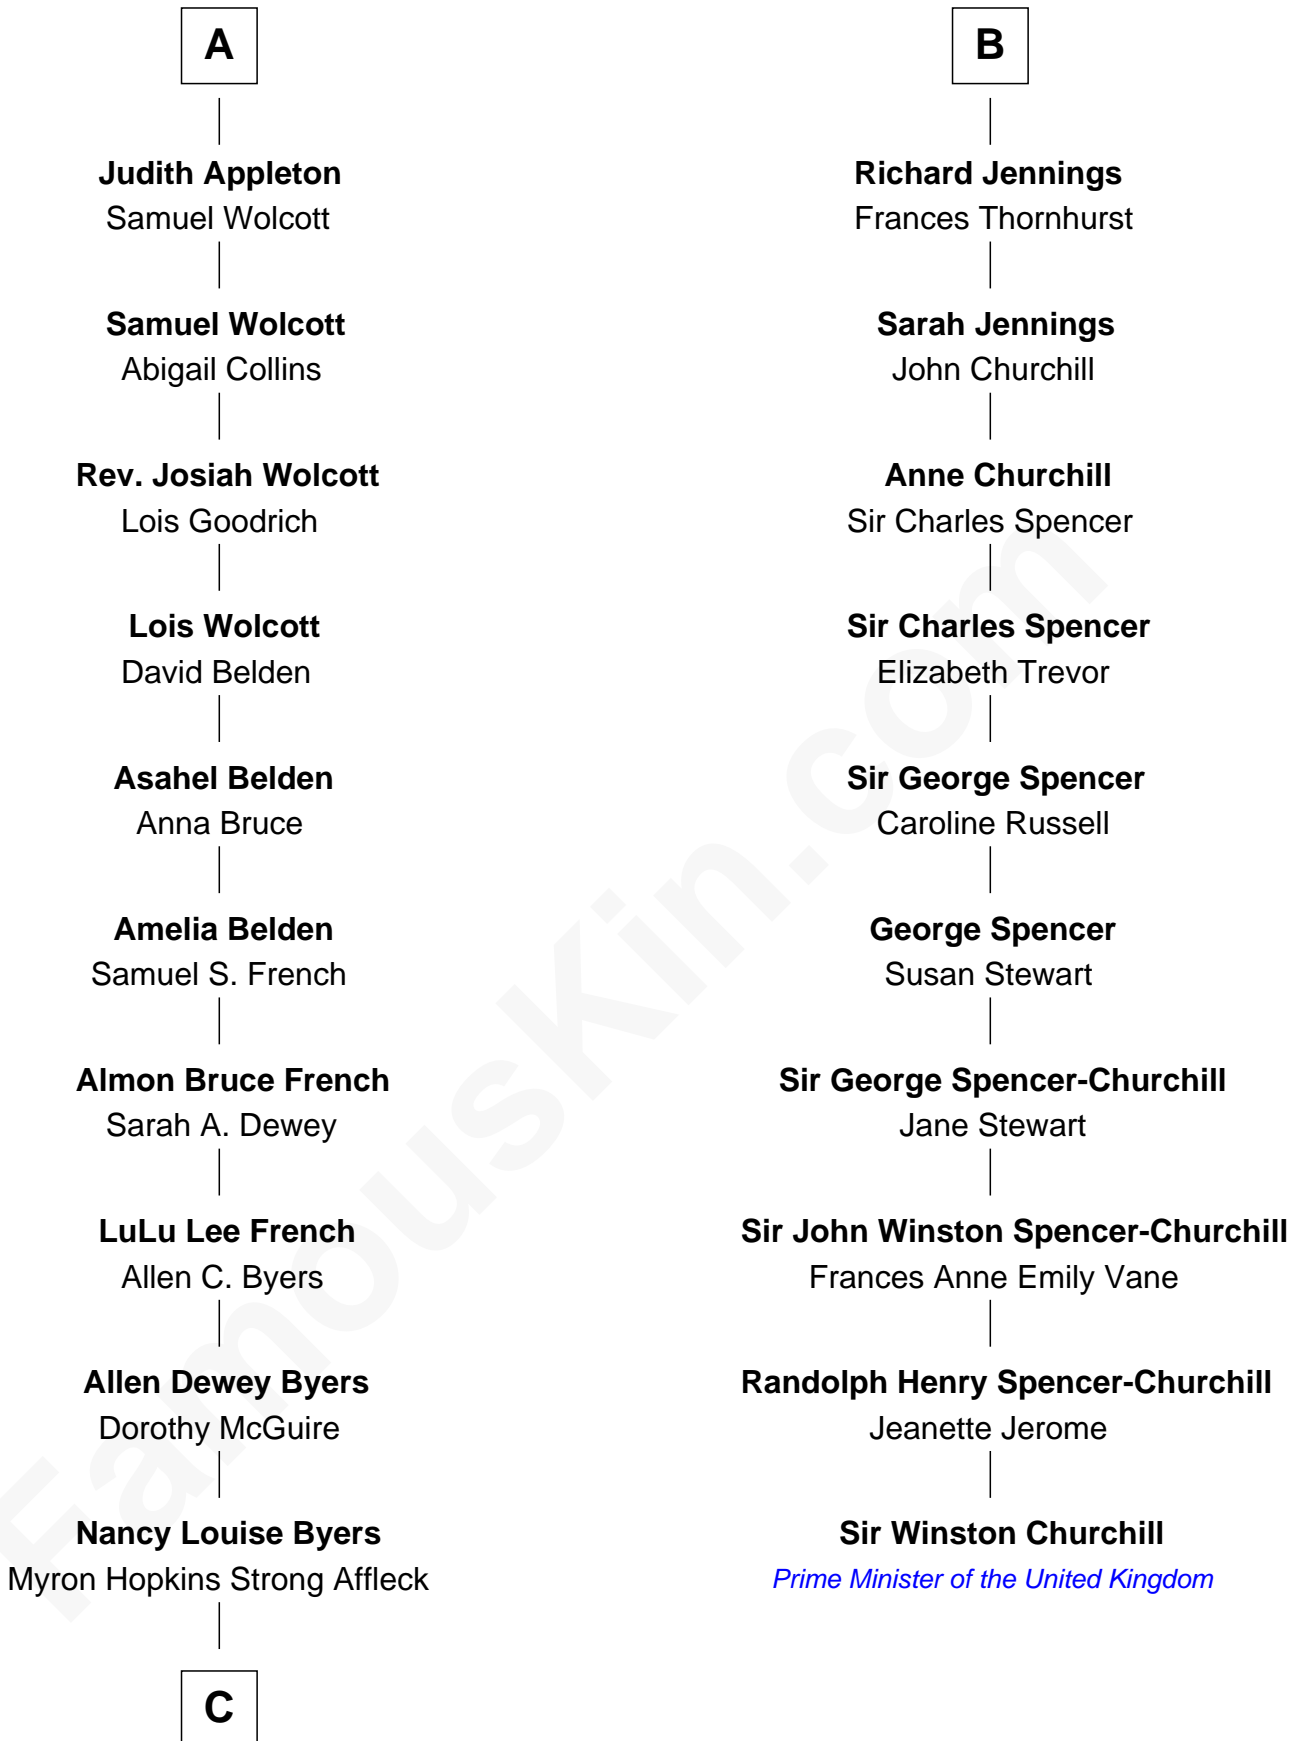 A
Judith Appleton
Samuel Wolcott
Samuel Wolcott
Abigail Collins
Rev. Josiah Wolcott
Lois Goodrich
Lois Wolcott
David Belden
Asahel Belden
Anna Bruce
Amelia Belden
Samuel S. French
Almon Bruce French
Sarah A. Dewey
LuLu Lee French
Allen C. Byers
Allen Dewey Byers
Dorothy McGuire
Nancy Louise Byers
Myron Hopkins Strong Affleck
C
B
Richard Jennings
Frances Thornhurst
Sarah Jennings
John Churchill
Anne Churchill
Sir Charles Spencer
Sir Charles Spencer
Elizabeth Trevor
Sir George Spencer
Caroline Russell
George Spencer
Susan Stewart
Sir George Spencer-Churchill
Jane Stewart
Sir John Winston Spencer-Churchill
Frances Anne Emily Vane
Randolph Henry Spencer-Churchill
Jeanette Jerome
Sir Winston Churchill
Prime Minister of the United Kingdom
FamousKin.com